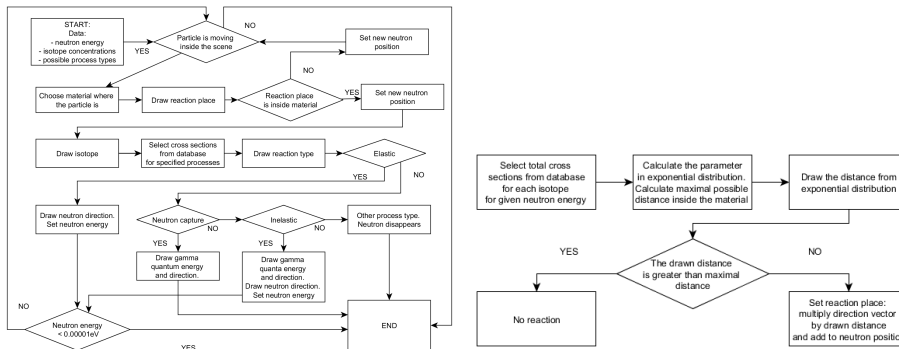 START:
Data:
- neutron energy
- isotope concentrations
- possible process types
YES
Particle is moving
inside the scene
NO
Set new neutron
position
NO
Choose material where
the particle is
Draw reaction place
Reaction place
is inside material
YES
Set new neutron
position
Draw isotope
Select cross sections
from database
for specified processes
Draw reaction type
Elastic
YES
NO
Draw neutron direction.
Set neutron energy
Neutron capture
NO
Inelastic
NO
Other process type.
Neutron disappears
YES
YES
Draw gamma
quantum energy
and direction.
Draw gamma
quanta energy
and direction.
Draw neutron direction.
Set neutron energy
NO
Neutron energy
< 0.00001eV
YES
END
Select total cross
sections from database
for each isotope
for given neutron energy
Calculate the parameter
in exponential distribution.
Calculate maximal possible
distance inside the material
Draw the distance from
exponential distribution
YES
The drawn distance
is greater than maximal
distance
NO
No reaction
Set reaction place:
multiply direction vector
by drawn distance
and add to neutron position